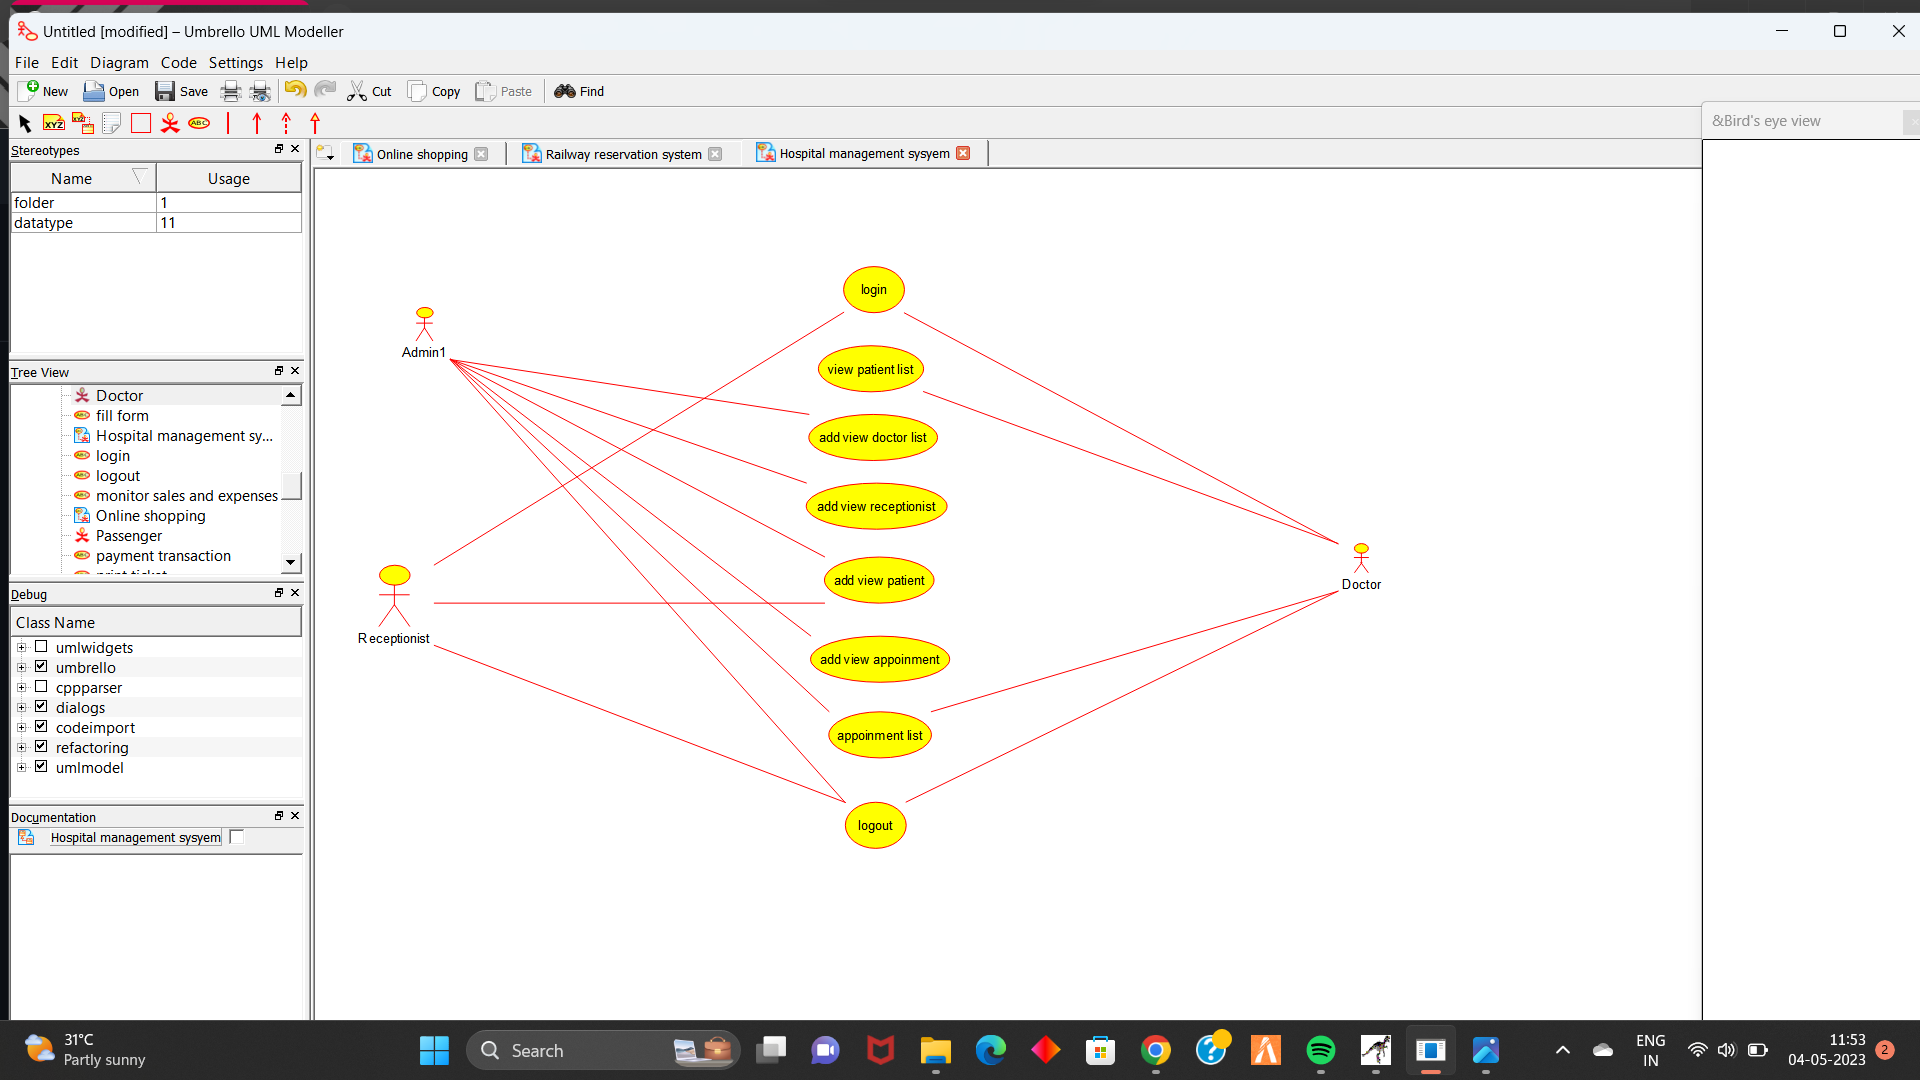 Untitled [modified] – Umbrello UML Modeller
File Edit Diagram Code Settings Help
New Open Save Cut Copy Paste Find
XYZ XYZ ABC
&Bird's eye view
Stereotypes
Online shopping Railway reservation system Hospital management sysyem
Name Usage
folder 1
datatype 11
Tree View
Doctor
fill form
Hospital management sy...
login
logout
monitor sales and expenses
Online shopping
Passenger
payment transaction
Debug
Class Name
umlwidgets
umbrello
cppparser
dialogs
codeimport
refactoring
umlmodel
Documentation
Hospital management sysyem
login
Admin1
view patient list
add view doctor list
add view receptionist
add view patient
Doctor
Receptionist
add view appoinment
appoinment list
logout
31°C
Partly sunny
Search
ENG
IN
11:53
04-05-2023
2